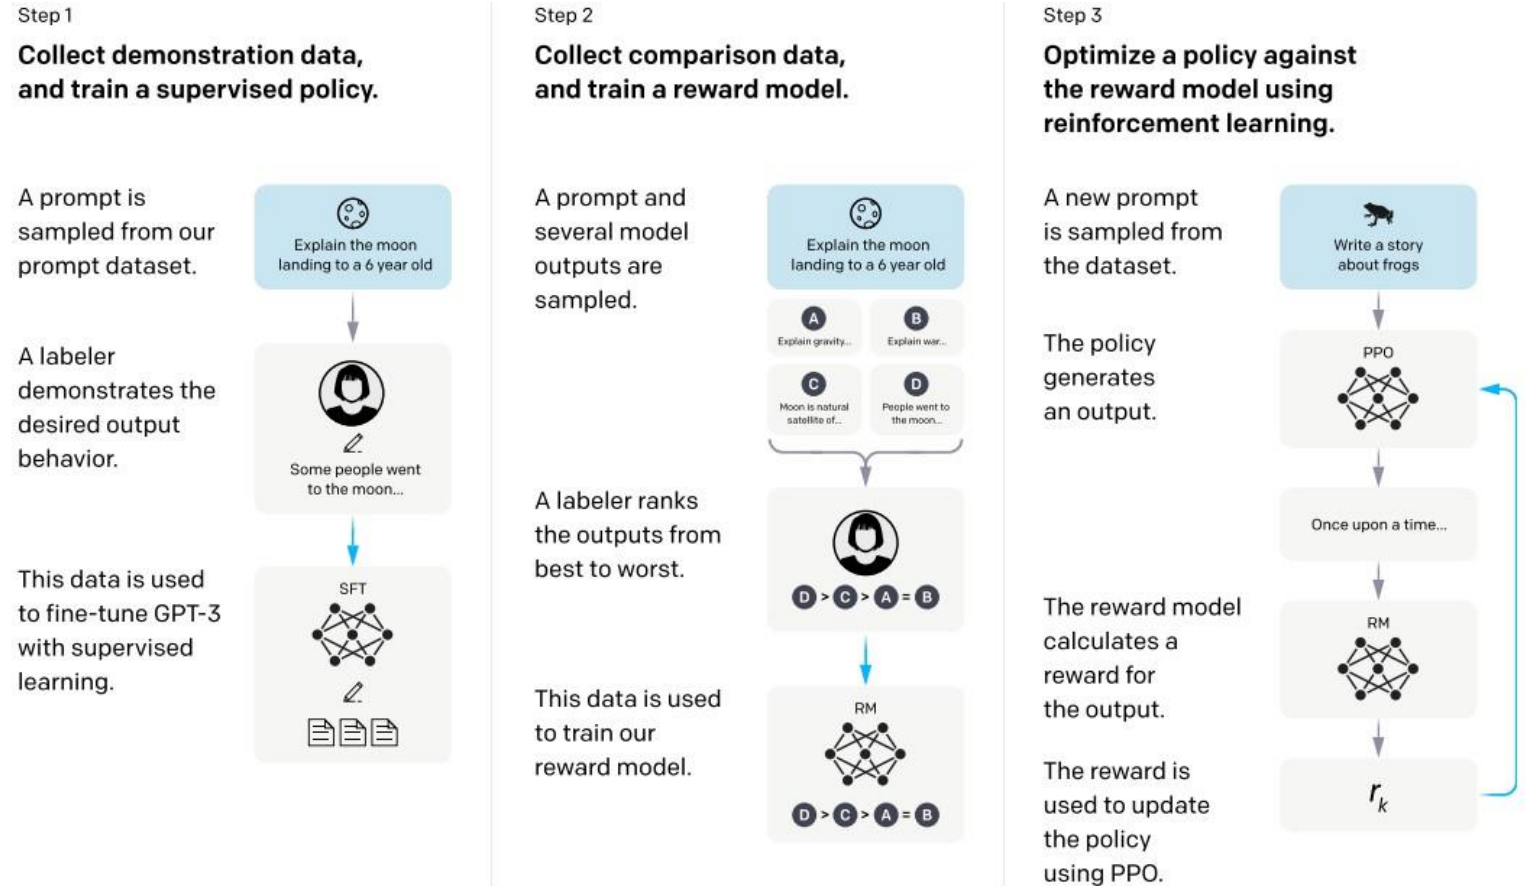 Step 1
Collect demonstration data,
and train a supervised policy.
A prompt is
sampled from our
prompt dataset.
Explain the moon
landing to a 6 year old
A labeler
demonstrates the
desired output
behavior.
Some people went
to the moon...
This data is used
to fine-tune GPT-3
with supervised
learning.
SFT
Step 2
Collect comparison data,
and train a reward model.
A prompt and
several model
outputs are
sampled.
Explain the moon
landing to a 6 year old
A
Explain gravity...
B
Explain war...
C
Moon is natural
satellite of...
D
People went to
the moon...
A labeler ranks
the outputs from
best to worst.
D > C > A = B
This data is used
to train our
reward model.
RM
D > C > A = B
Step 3
Optimize a policy against
the reward model using
reinforcement learning.
A new prompt
is sampled from
the dataset.
Write a story
about frogs
The policy
generates
an output.
PPO
Once upon a time...
The reward model
calculates a
reward for
the output.
RM
The reward is
used to update
the policy
using PPO.
rk